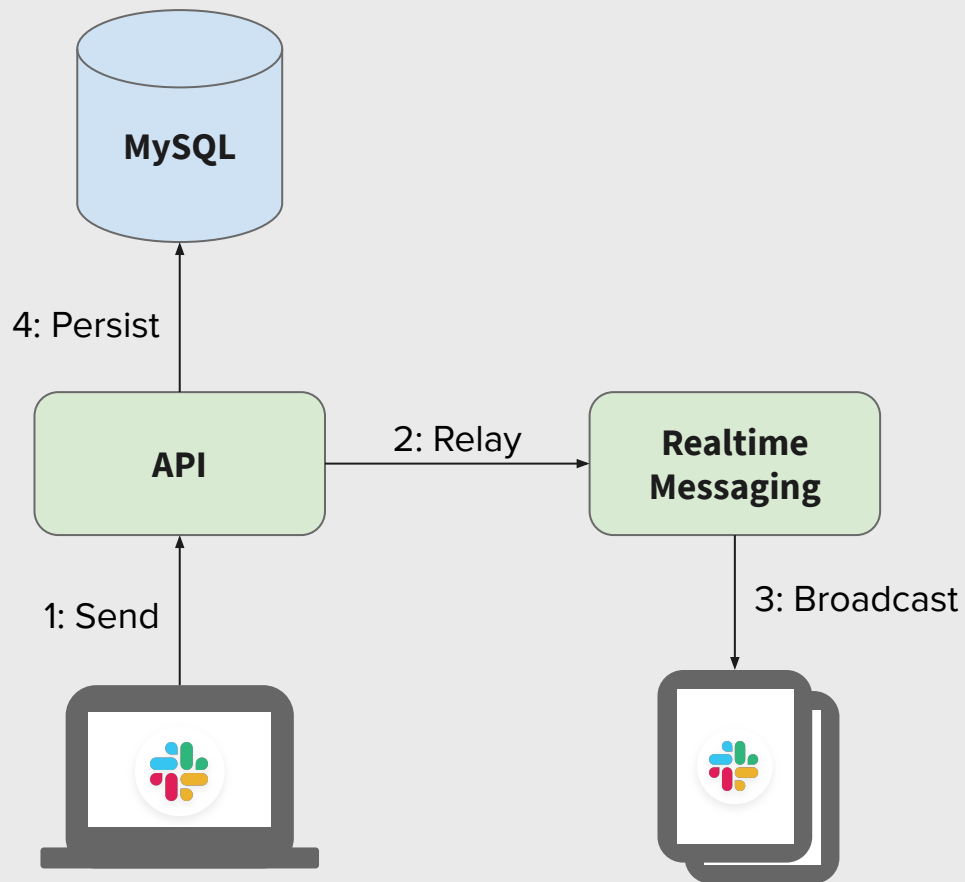 MySQL
4: Persist
API
2: Relay
Realtime
Messaging
1: Send
3: Broadcast